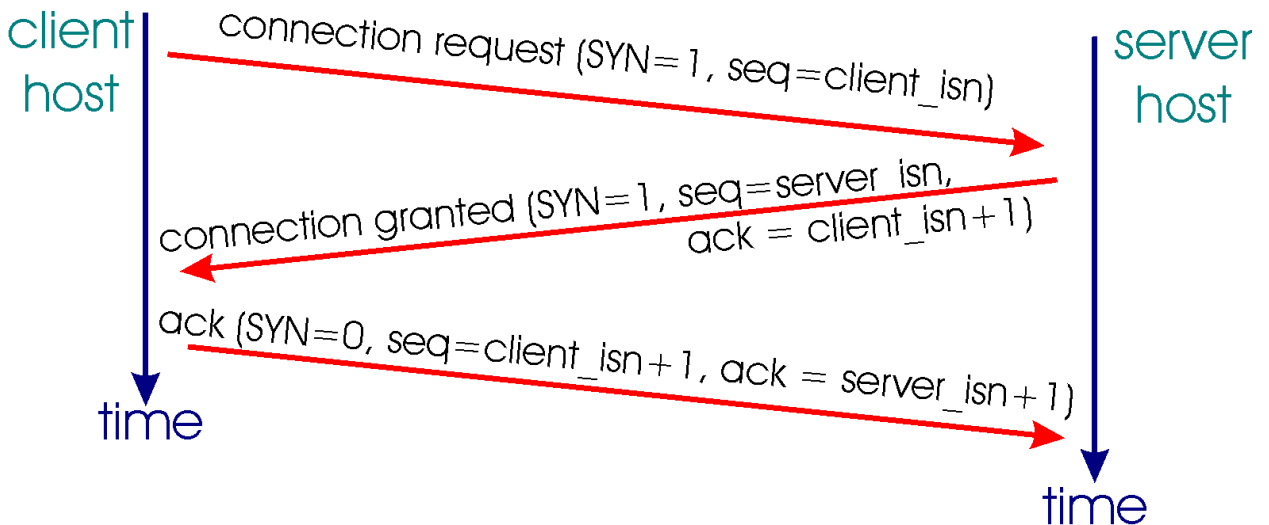 client
host
connection request (SYN=1, seq=client_isn)
server
host
connection granted (SYN=1, seq=server_isn,
ack = client_isn+1)
ack (SYN=0, seq=client_isn+1, ack = server_isn+1)
time
time